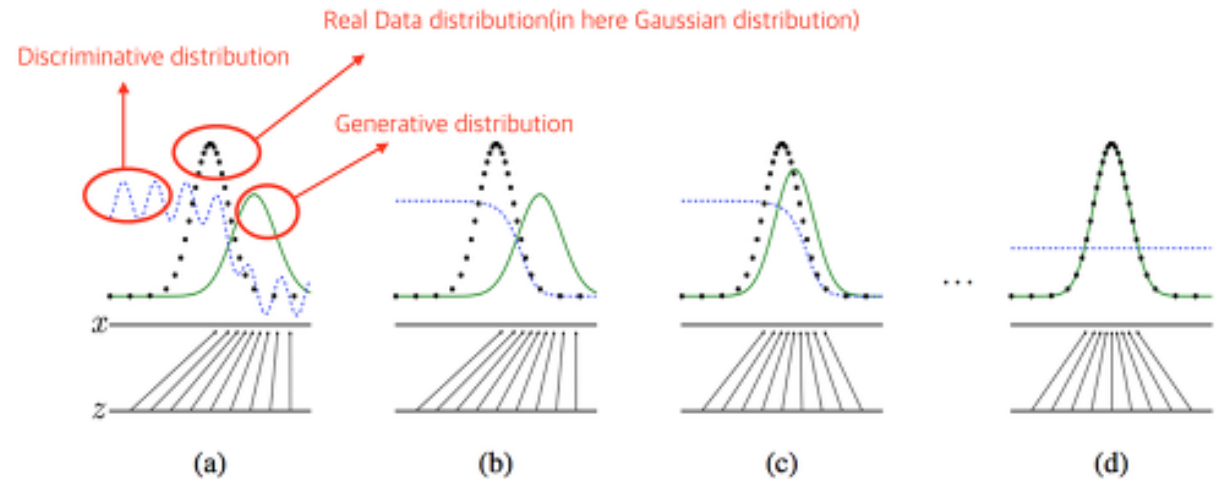 Real Data distribution(in here Gaussian distribution)
Discriminative distribution
Generative distribution
...
x
z
(a) (b) (c) (d)